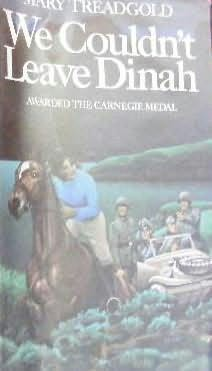 MARY TREADGOLD
We Couldn't
Leave Dinah
AWARDED THE CARNEGIE MEDAL